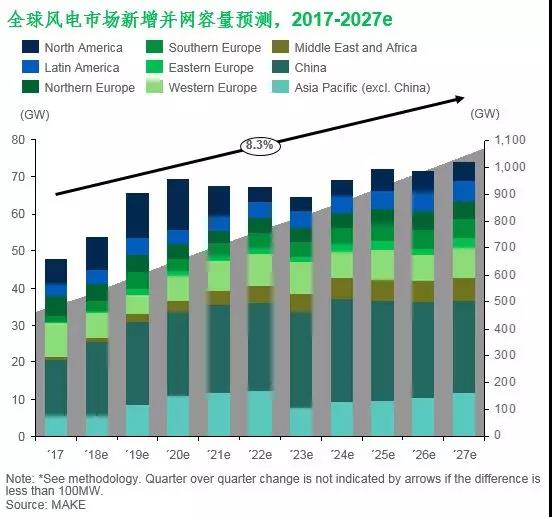 全球风电市场新增并网容量预测, 2017-2027e
North America
Southern Europe
Middle East and Africa
Latin America
Eastern Europe
China
Northern Europe
Western Europe
Asia Pacific (excl. China)
(GW)
(GW)
8.3%
80
70
60
50
40
30
20
10
0
1,100
1,000
900
800
700
600
500
400
300
200
100
0
´17
´18e
´19e
´20e
´21e
´22e
´23e
´24e
´25e
´26e
´27e
Note: *See methodology. Quarter over quarter change is not indicated by arrows if the difference is
less than 100MW.
Source: MAKE